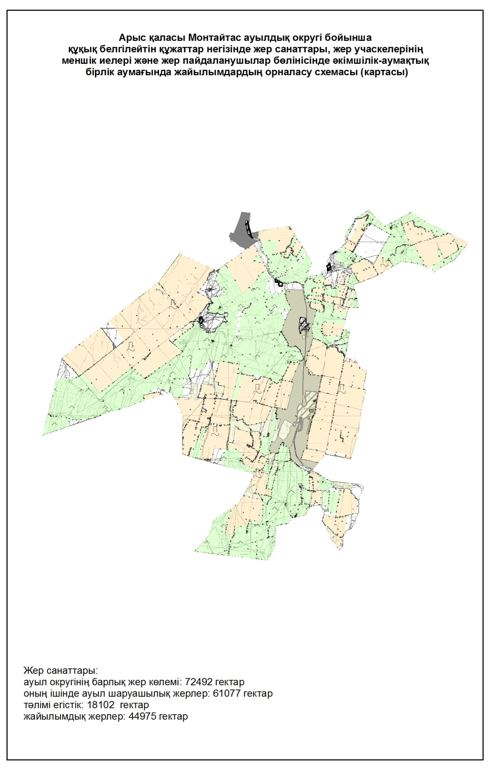 Арыс қаласы Монтайтас ауылдық округі бойынша
құқық белгілейтін құжаттар негізінде жер санаттары, жер учаскелерінің
меншік иелері және жер пайдаланушылар бөлінісінде әкімшілік-аумақтық
бірлік аумағында жайылымдардың орналасу схемасы (картасы)
Жер санаттары:
ауыл округінің барлық жер көлемі: 72492 гектар
оның ішінде ауыл шаруашылық жерлер: 61077 гектар
тәлімі егістік: 18102 гектар
жайылымдық жерлер: 44975 гектар